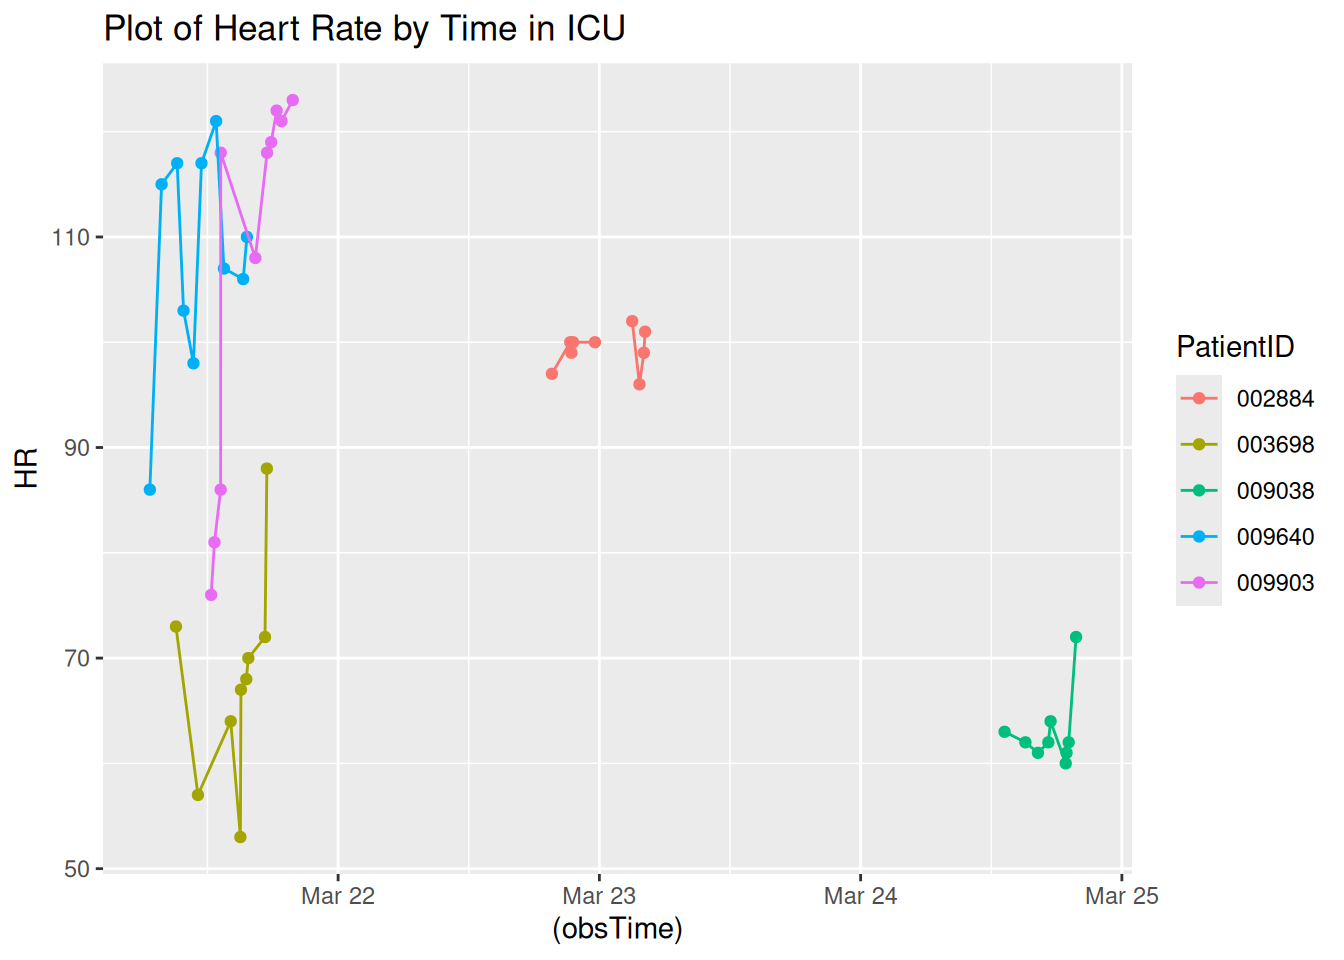 Plot of Heart Rate by Time in ICU
110
90
70
50
HR
Mar 22
Mar 23
Mar 24
Mar 25
(obsTime)
PatientID
002884
003698
009038
009640
009903